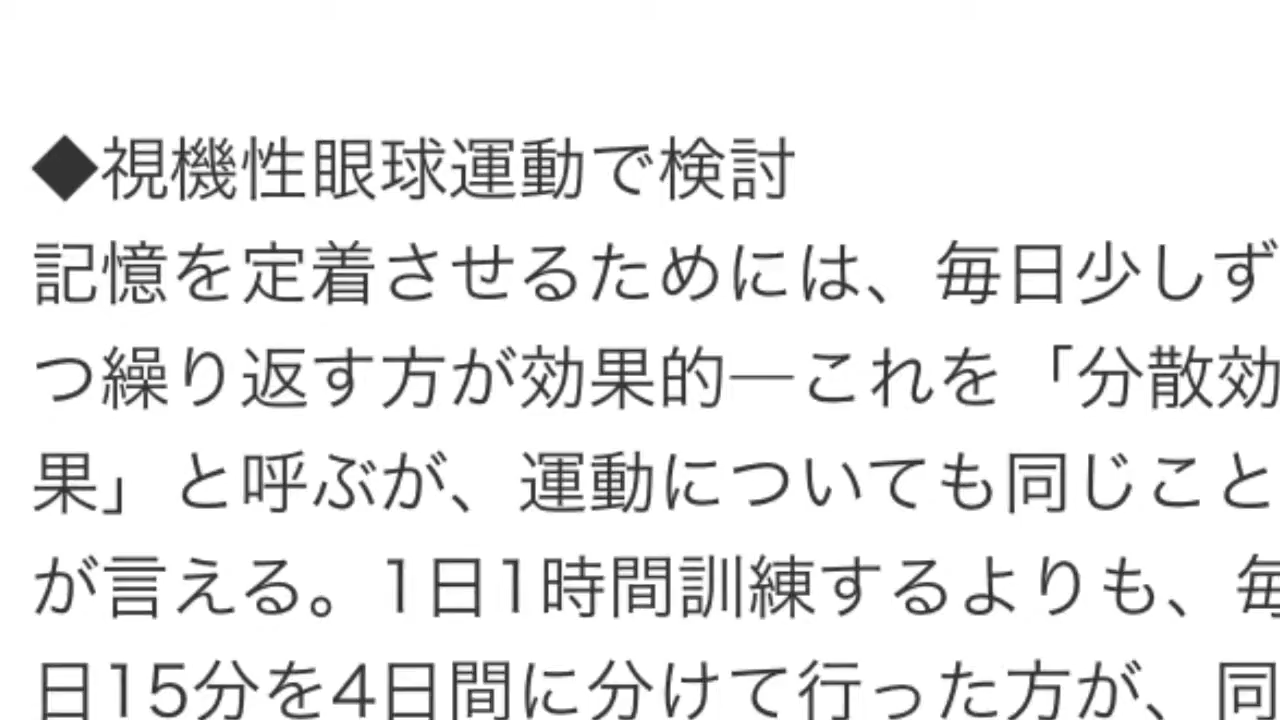 ◆視機性眼球運動で検討
記憶を定着させるためには、毎日少しず
つ繰り返す方が効果的―これを「分散効
果」と呼ぶが、運動についても同じこと
が言える。1日1時間訓練するよりも、毎
日15分を4日間に分けて行った方が、同